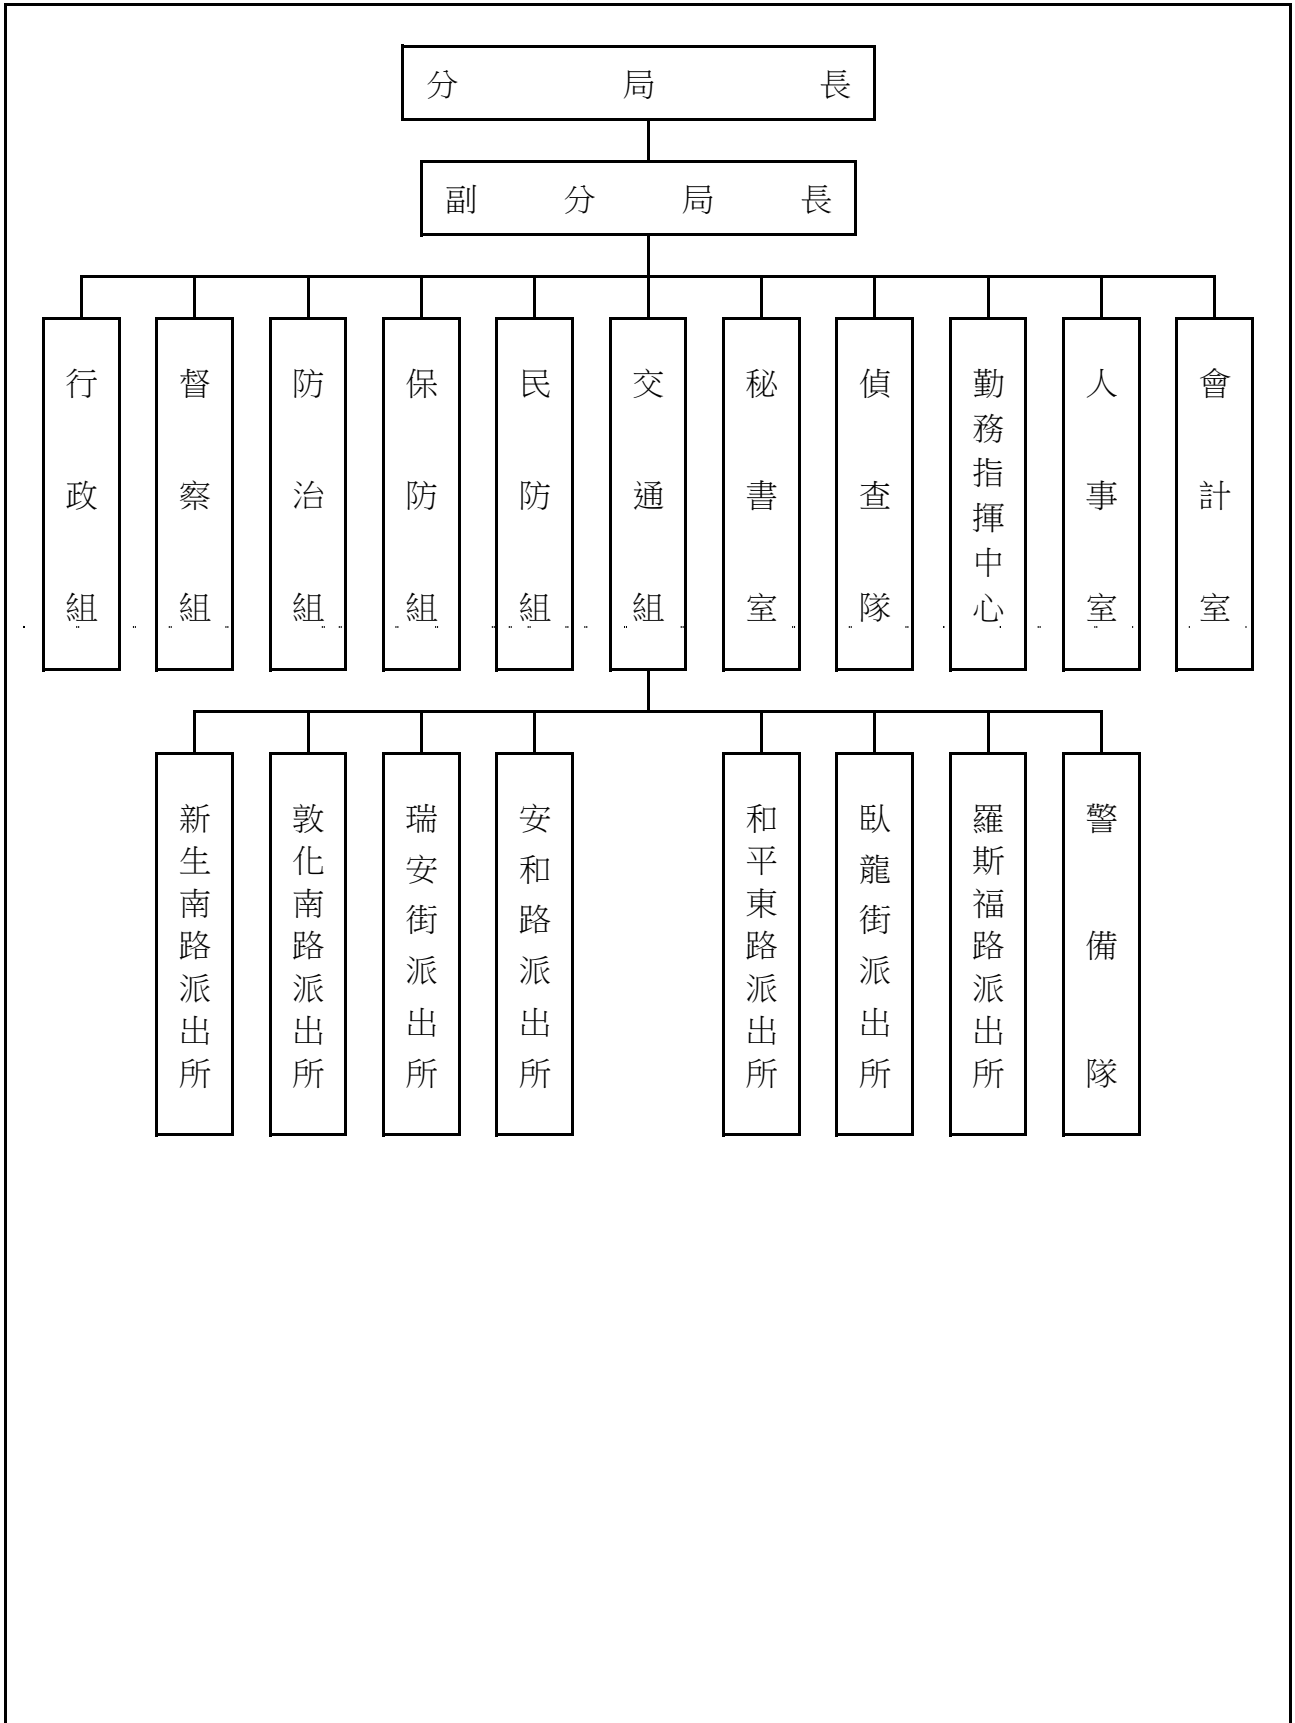 分局長
副分局長
行政組
督察組
防治組
保防組
民防組
交通組
秘書室
偵查隊
勤務指揮中心
人事室
會計室
新生南路派出所
敦化南路派出所
瑞安街派出所
安和路派出所
和平東路派出所
臥龍街派出所
羅斯福路派出所
警備隊